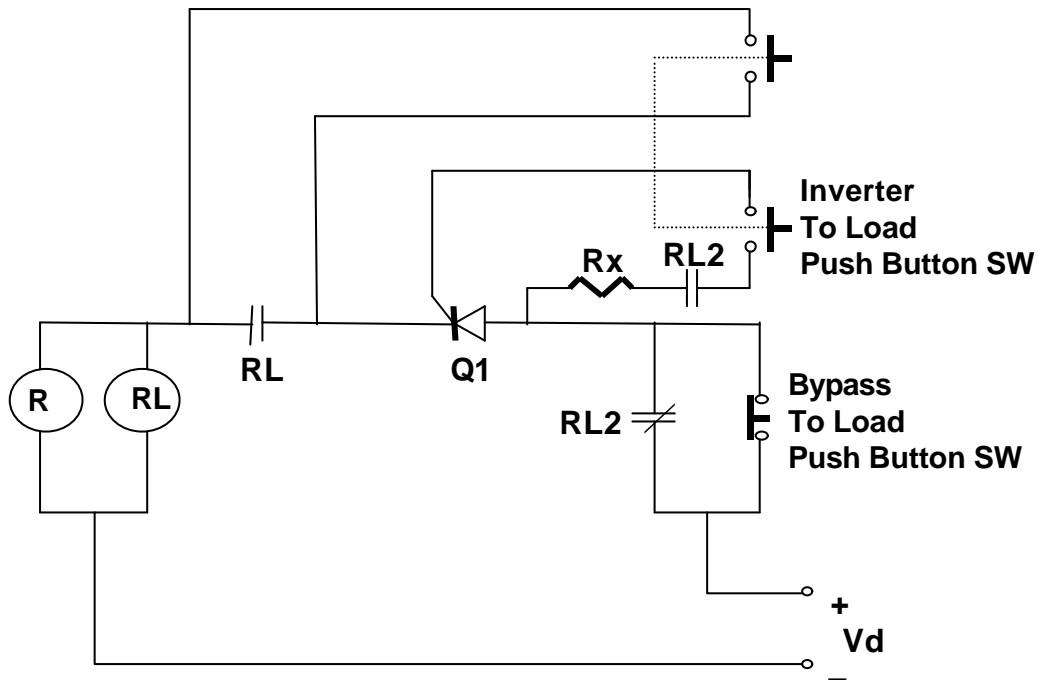 Inverter
To Load
Push Button SW
Rx
RL2
RL
Q1
R
RL
RL2
Bypass
To Load
Push Button SW
+
Vd
–